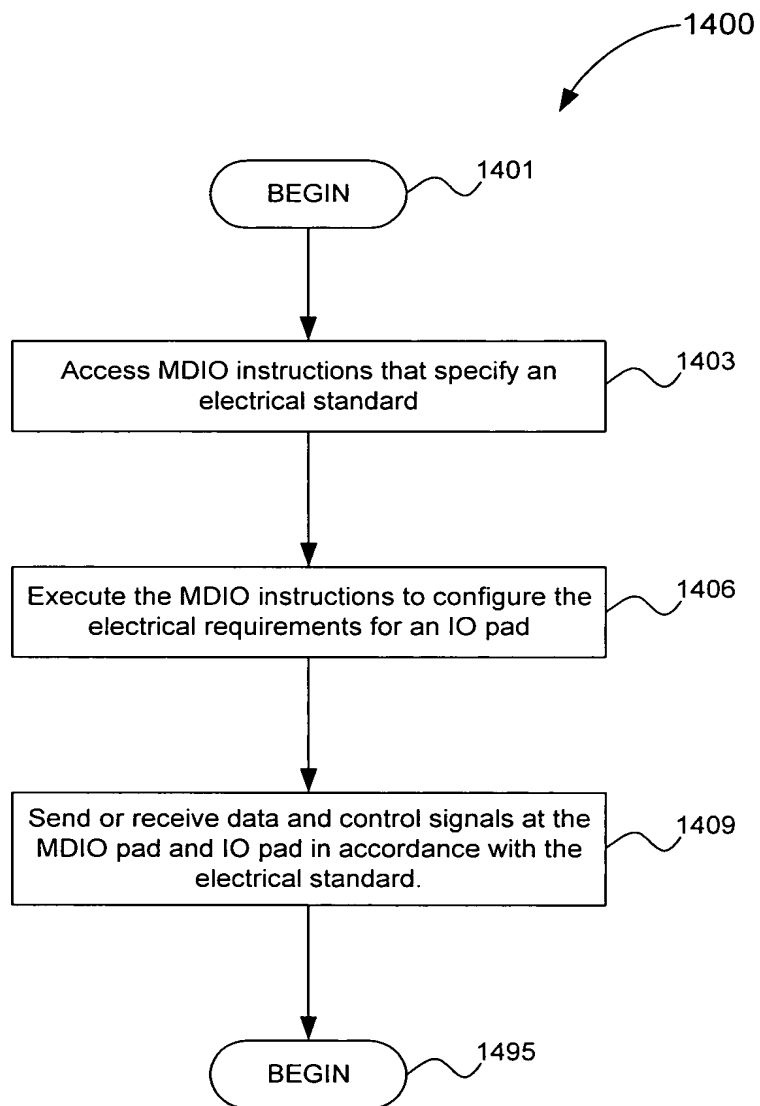 1400
BEGIN
1401
Access MDIO instructions that specify an
electrical standard
1403
Execute the MDIO instructions to configure the
electrical requirements for an IO pad
1406
Send or receive data and control signals at the
MDIO pad and IO pad in accordance with the
electrical standard.
1409
BEGIN
1495